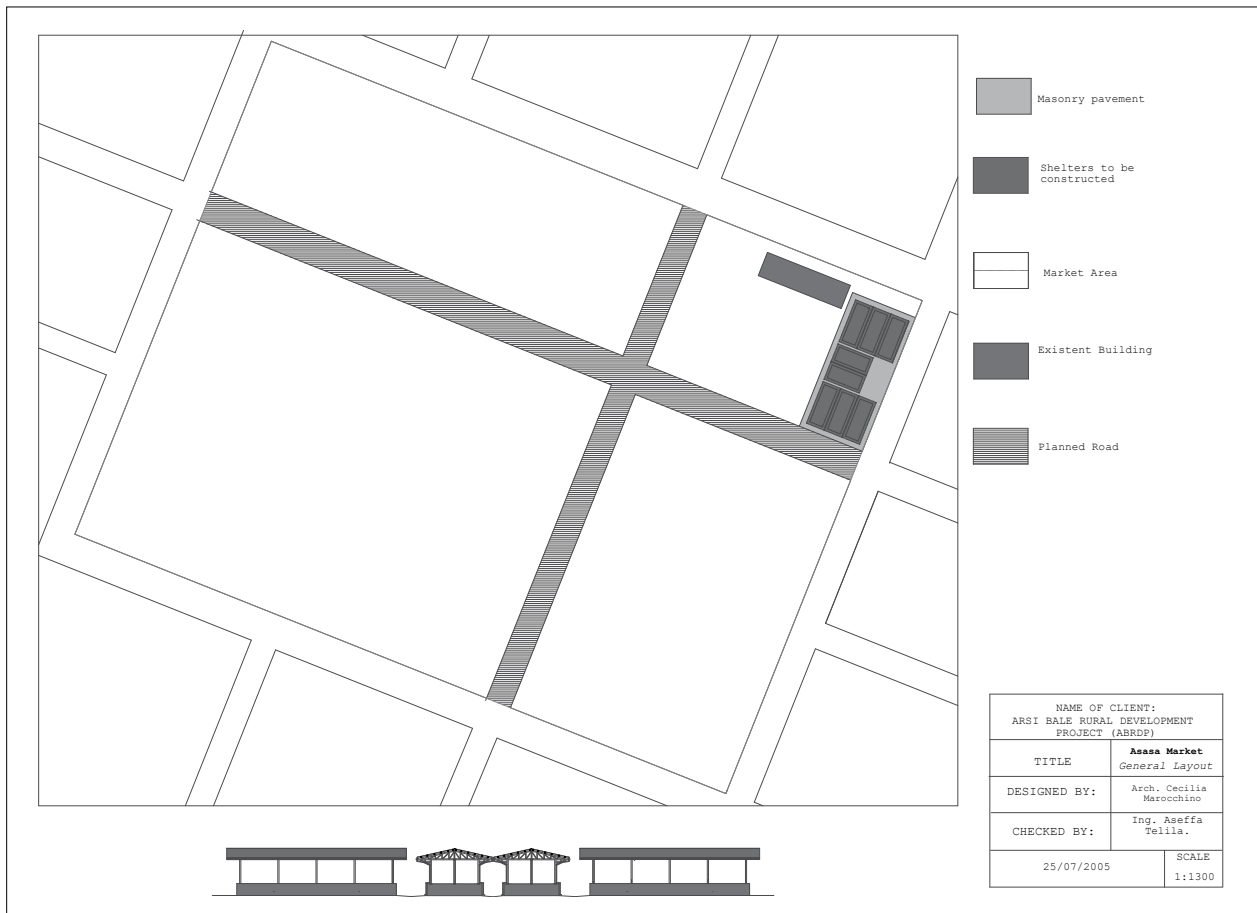 Masonry pavement
Shelters to be
constructed
Market Area
Existent Building
Planned Road
NAME OF CLIENT:
ARSI BALE RURAL DEVELOPMENT
PROJECT (ABRDP)
TITLE
Asasa Market
General Layout
DESIGNED BY:
Arch. Cecilia
Marocchino
CHECKED BY:
Ing. Aseffa
Telila.
25/07/2005
SCALE
1:1300